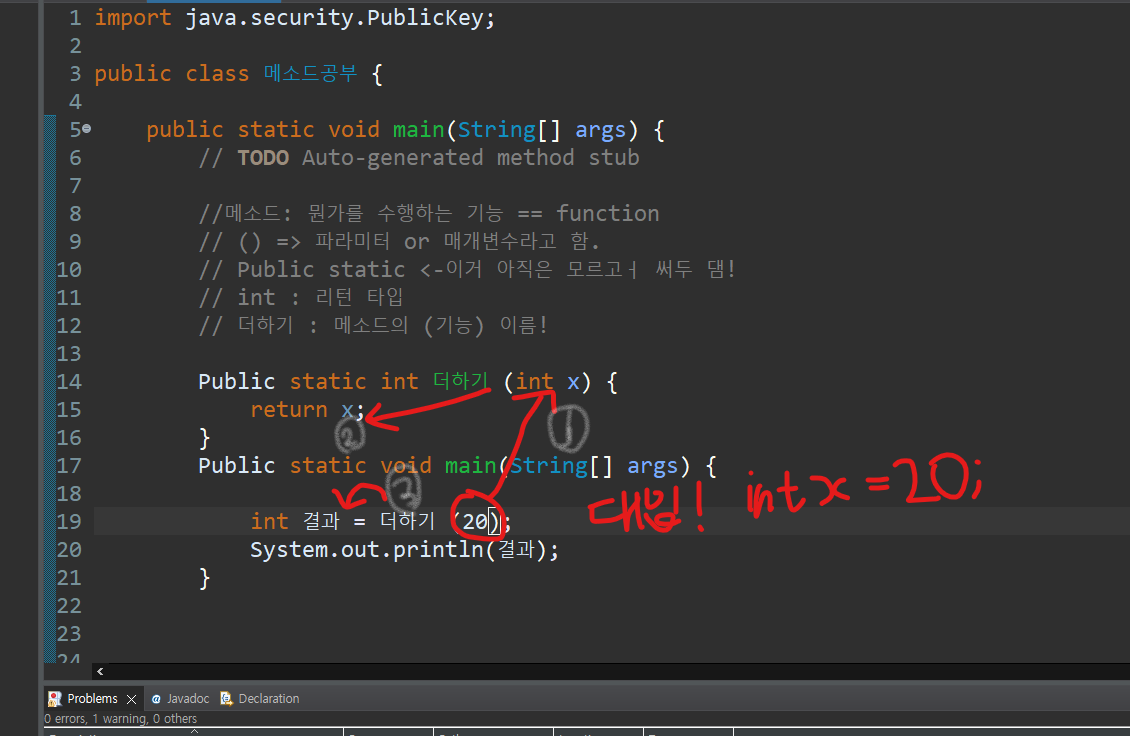 1 import java.security.PublicKey;
2
3 public class 메소드공부 {
4
5 public static void main(String[] args) {
6 // TODO Auto-generated method stub
7
8 //메소드: 뭔가를 수행하는 기능 == function
9 // () => 파라미터 or 매개변수라고 함.
10 // Public static <-이거 아직은 모르고ㅓ 써두 댐!
11 // int : 리턴 타입
12 // 더하기 : 메소드의 (기능) 이름!
13
14 Public static int 더하기 (int x) {
15 return x;
② ①
16 }
17 Public static void main(String[] args) {
18
②
대입! int x = 20;
19 int 결과 = 더하기 (20);
20 System.out.println(결과);
21 }
22
23
24
Problems Javadoc Declaration
0 errors, 1 warning, 0 others